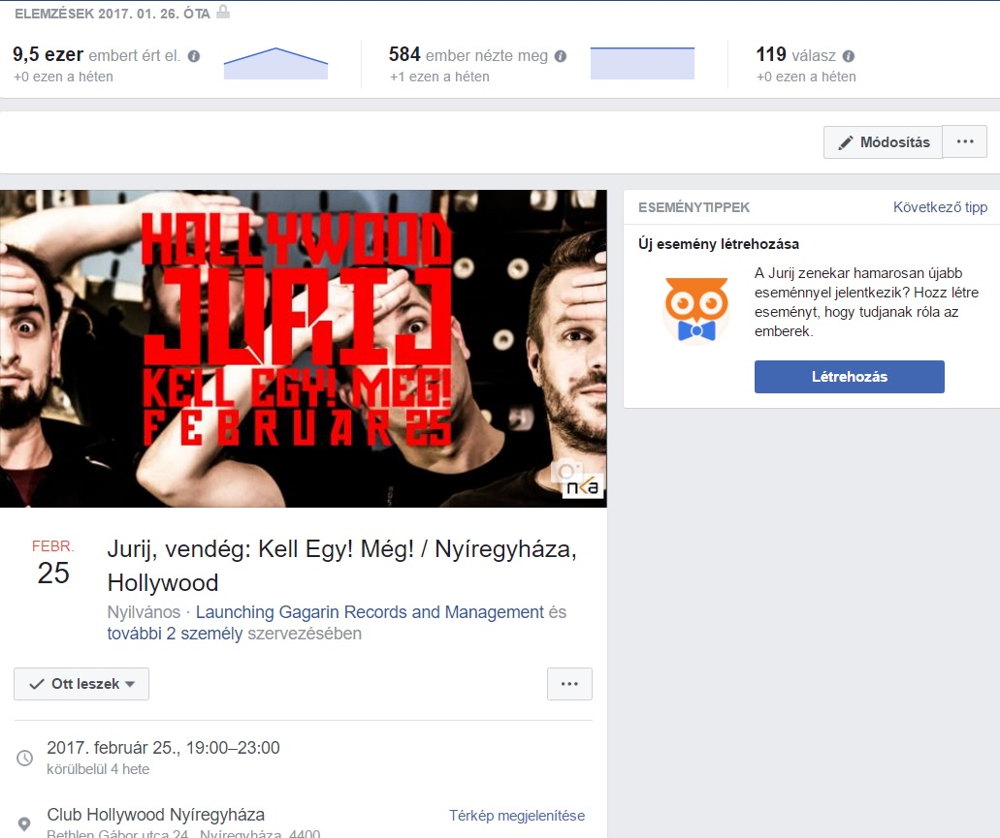 ELEMZÉSEK 2017. 01. 26. ÓTA
9,5 ezer embert ért el.
+0 ezen a héten
584 ember nézte meg
+1 ezen a héten
119 válasz
+0 ezen a héten
Módosítás
HOLLYWOOD
JURIJ
KELL EGY! MEG!
FEBRUAR 25
nka
ESEMÉNYTIPPEK
Következő tipp
Új esemény létrehozása
A Jurij zenekar hamarosan újabb
eseménnyel jelentkezik? Hozz létre
eseményt, hogy tudjanak róla az
emberek.
Létrehozás
FEBR.
25
Jurij, vendég: Kell Egy! Még! / Nyíregyháza,
Hollywood
Nyilvános · Launching Gagarin Records and Management és
további 2 személy szervezésében
Ott leszek
2017. február 25., 19:00–23:00
körülbelül 4 hete
Club Hollywood Nyíregyháza
Térkép megjelenítése
Bethlen Gábor utca 24., Nyíregyháza, 4400